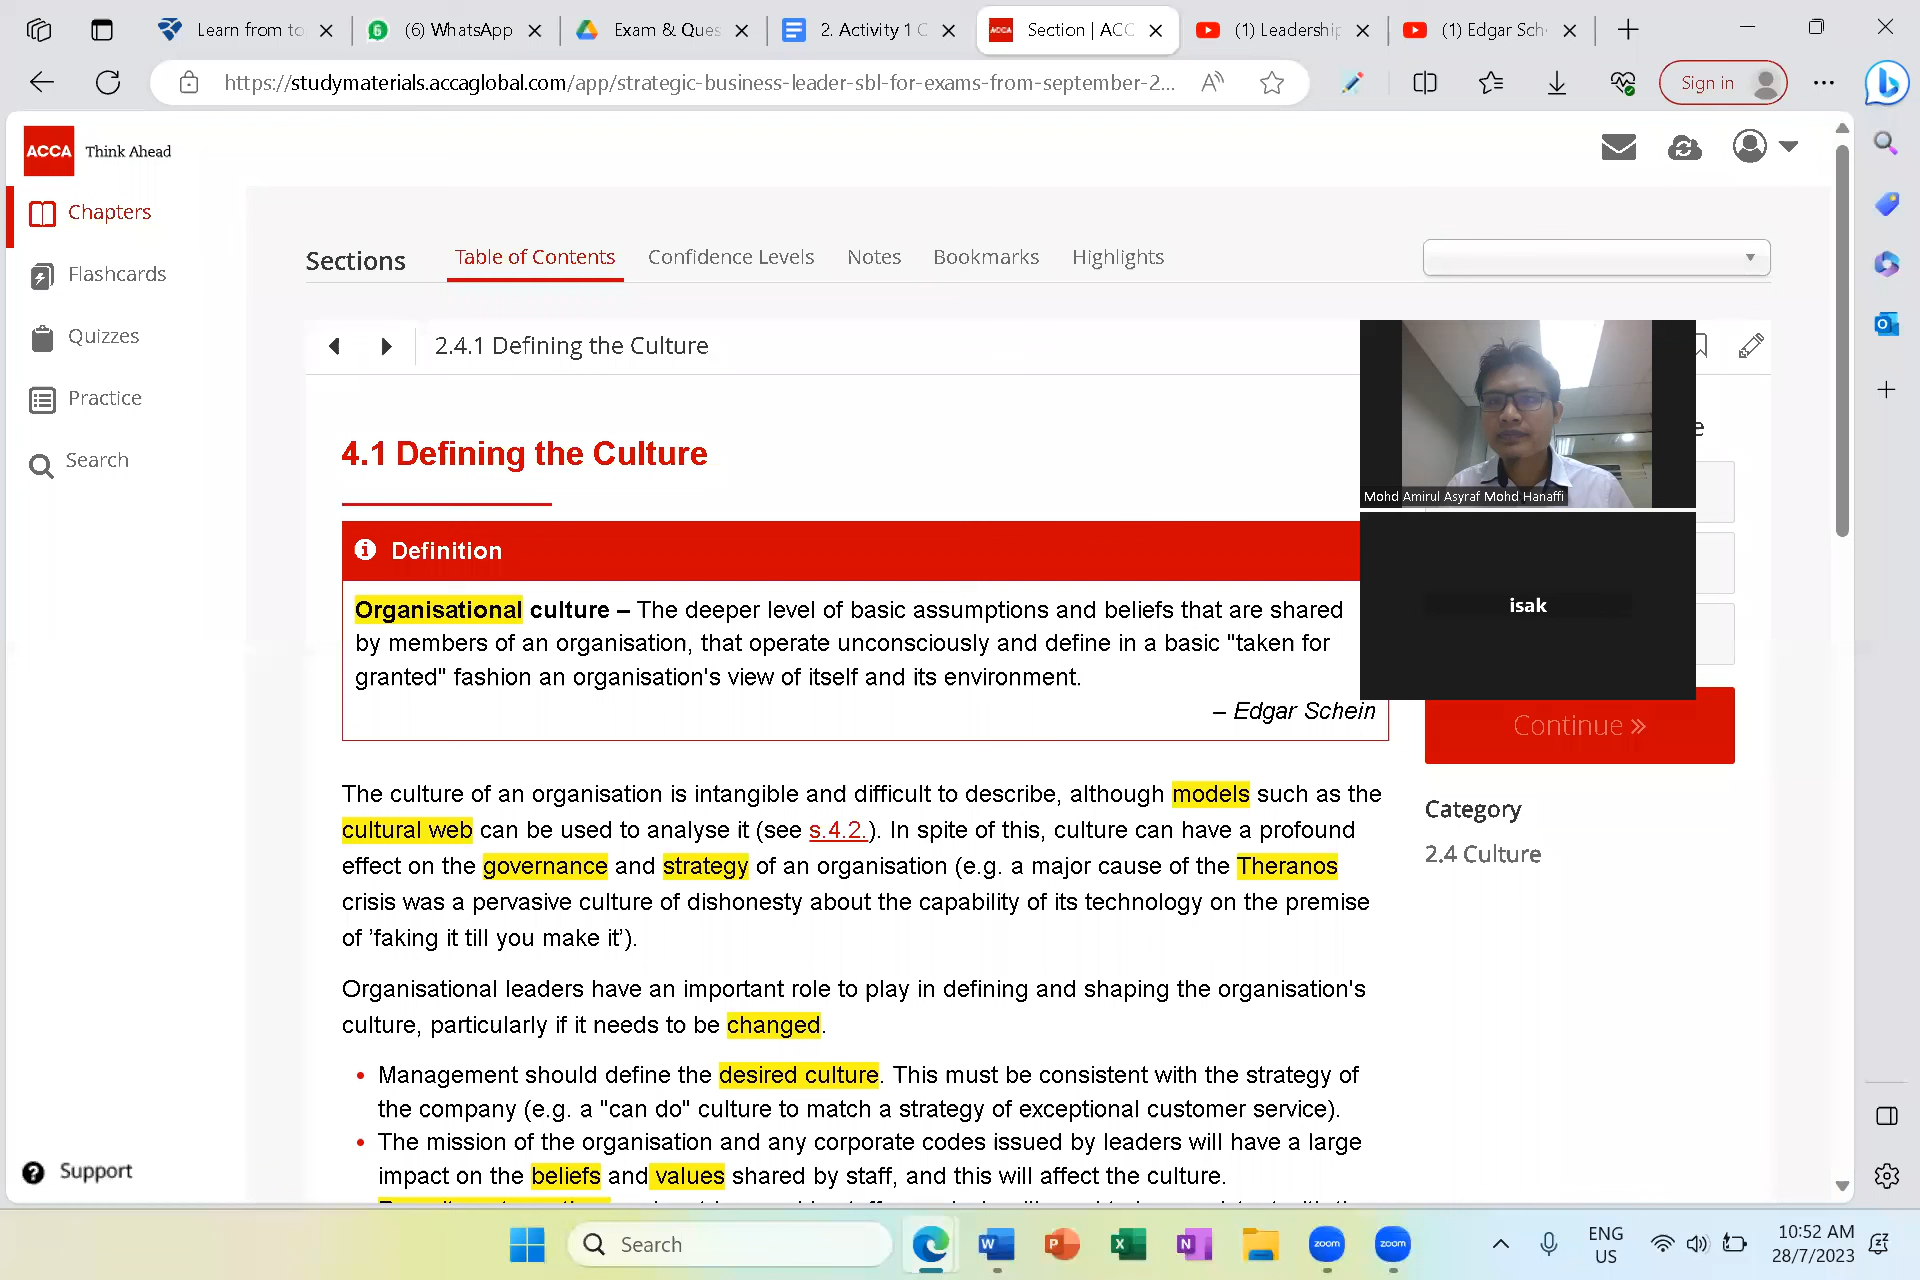 Learn from to
(6) WhatsApp
Exam & Ques
2. Activity 1 C
Section | ACC
(1) Leadership
(1) Edgar Sch
https://studymaterials.accaglobal.com/app/strategic-business-leader-sbl-for-exams-from-september-2...
Sign in
ACCA Think Ahead
Chapters
Flashcards
Quizzes
Practice
Search
Support
Sections
Table of Contents
Confidence Levels
Notes
Bookmarks
Highlights
2.4.1 Defining the Culture
4.1 Defining the Culture
Definition
Organisational culture – The deeper level of basic assumptions and beliefs that are shared
by members of an organisation, that operate unconsciously and define in a basic "taken for
granted" fashion an organisation's view of itself and its environment.
– Edgar Schein
The culture of an organisation is intangible and difficult to describe, although models such as the
cultural web can be used to analyse it (see s.4.2.). In spite of this, culture can have a profound
effect on the governance and strategy of an organisation (e.g. a major cause of the Theranos
crisis was a pervasive culture of dishonesty about the capability of its technology on the premise
of ’faking it till you make it’).
Organisational leaders have an important role to play in defining and shaping the organisation's
culture, particularly if it needs to be changed.
• Management should define the desired culture. This must be consistent with the strategy of
the company (e.g. a "can do" culture to match a strategy of exceptional customer service).
• The mission of the organisation and any corporate codes issued by leaders will have a large
impact on the beliefs and values shared by staff, and this will affect the culture.
Mohd Amirul Asyraf Mohd Hanaffi
isak
Continue »
Category
2.4 Culture
Search
zoom
zoom
ENG
US
10:52 AM
28/7/2023